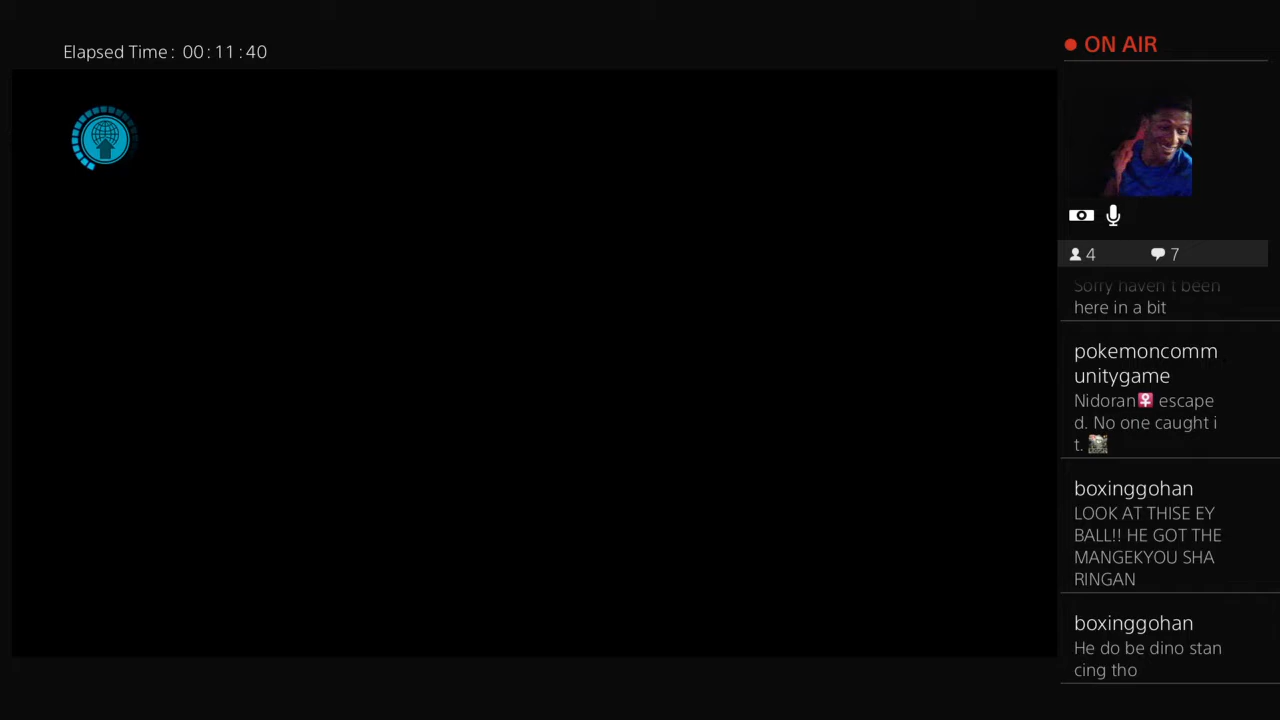 Elapsed Time: 00:11:40
ON AIR
4 7
Sorry haven't been
here in a bit
pokemoncomm
unitygame
Nidoran♀ escape
d. No one caught i
t.
boxinggohan
LOOK AT THISE EY
BALL!! HE GOT THE
MANGEKYOU SHA
RINGAN
boxinggohan
He do be dino stan
cing tho